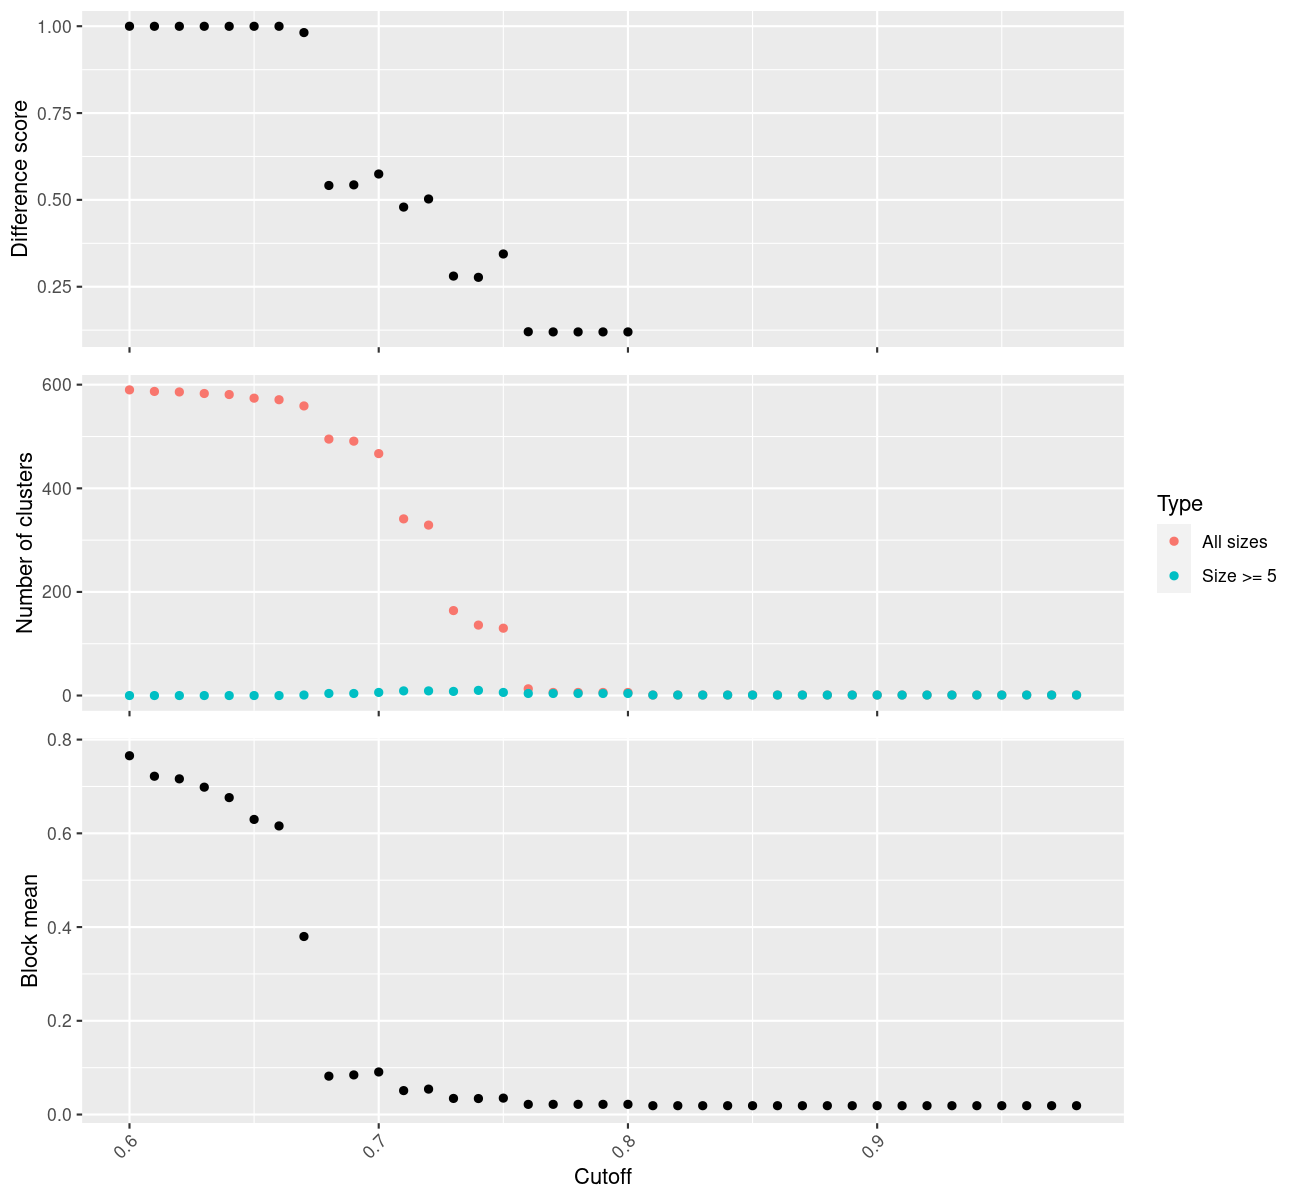 Difference score
1.00
0.75
0.50
0.25
Number of clusters
600
400
200
0
Type
All sizes
Size >= 5
Block mean
0.8
0.6
0.4
0.2
0.0
0.6 0.7 0.8 0.9
Cutoff